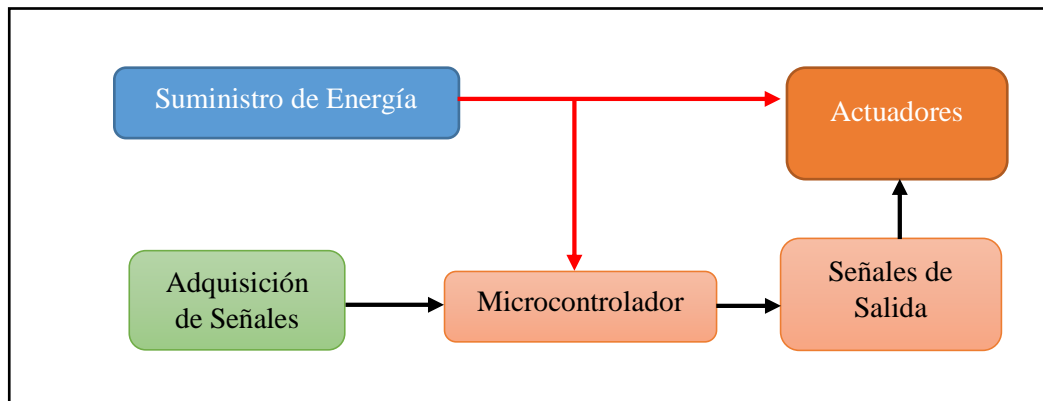 Suministro de Energía
Actuadores
Adquisición
de Señales
Microcontrolador
Señales de
Salida